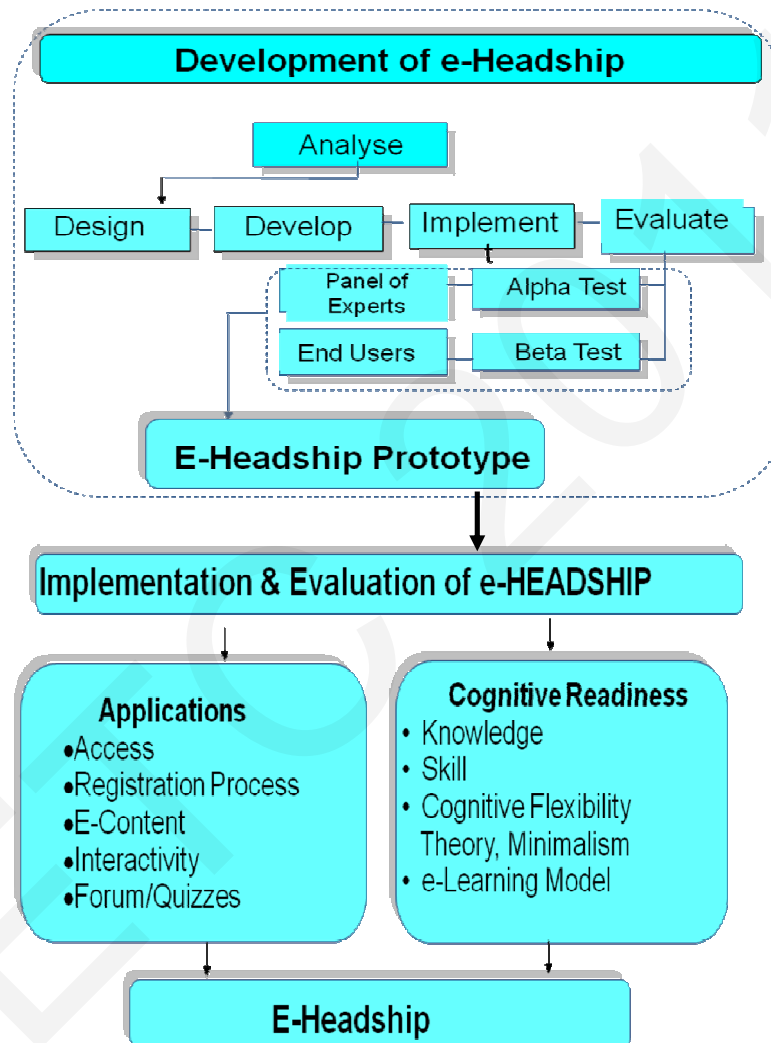 Development of e-Headship
Analyse
Design
Develop
Implement
Evaluate
Panel of
Experts
Alpha Test
End Users
Beta Test
E-Headship Prototype
Implementation & Evaluation of e-HEADSHIP
Applications
•Access
•Registration Process
•E-Content
•Interactivity
•Forum/Quizzes
Cognitive Readiness
• Knowledge
• Skill
• Cognitive Flexibility
Theory, Minimalism
• e-Learning Model
E-Headship